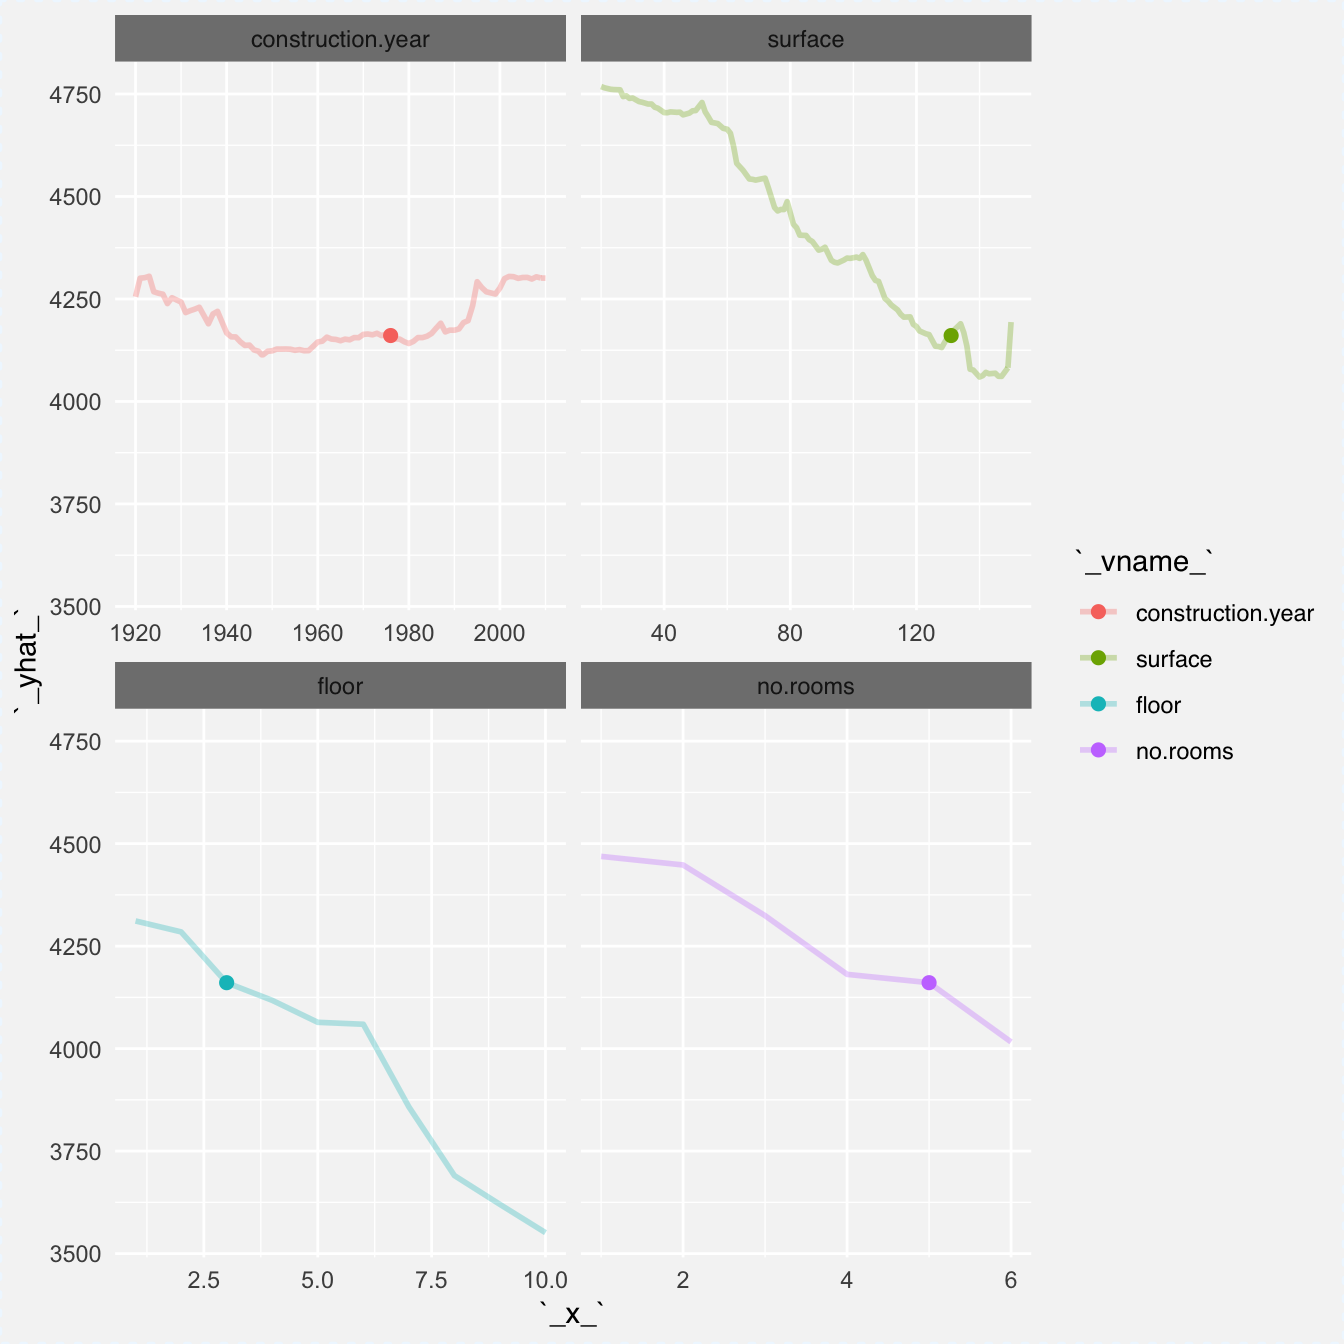 construction.year surface
4750
4500
4250
4000
3750
3500
1920 1940 1960 1980 2000 40 80 120
floor no.rooms
4750
4500
4250
4000
3750
3500
2.5 5.0 7.5 10.0 2 4 6
`_x_`
`_yhat_`
`_vname_`
construction.year
surface
floor
no.rooms